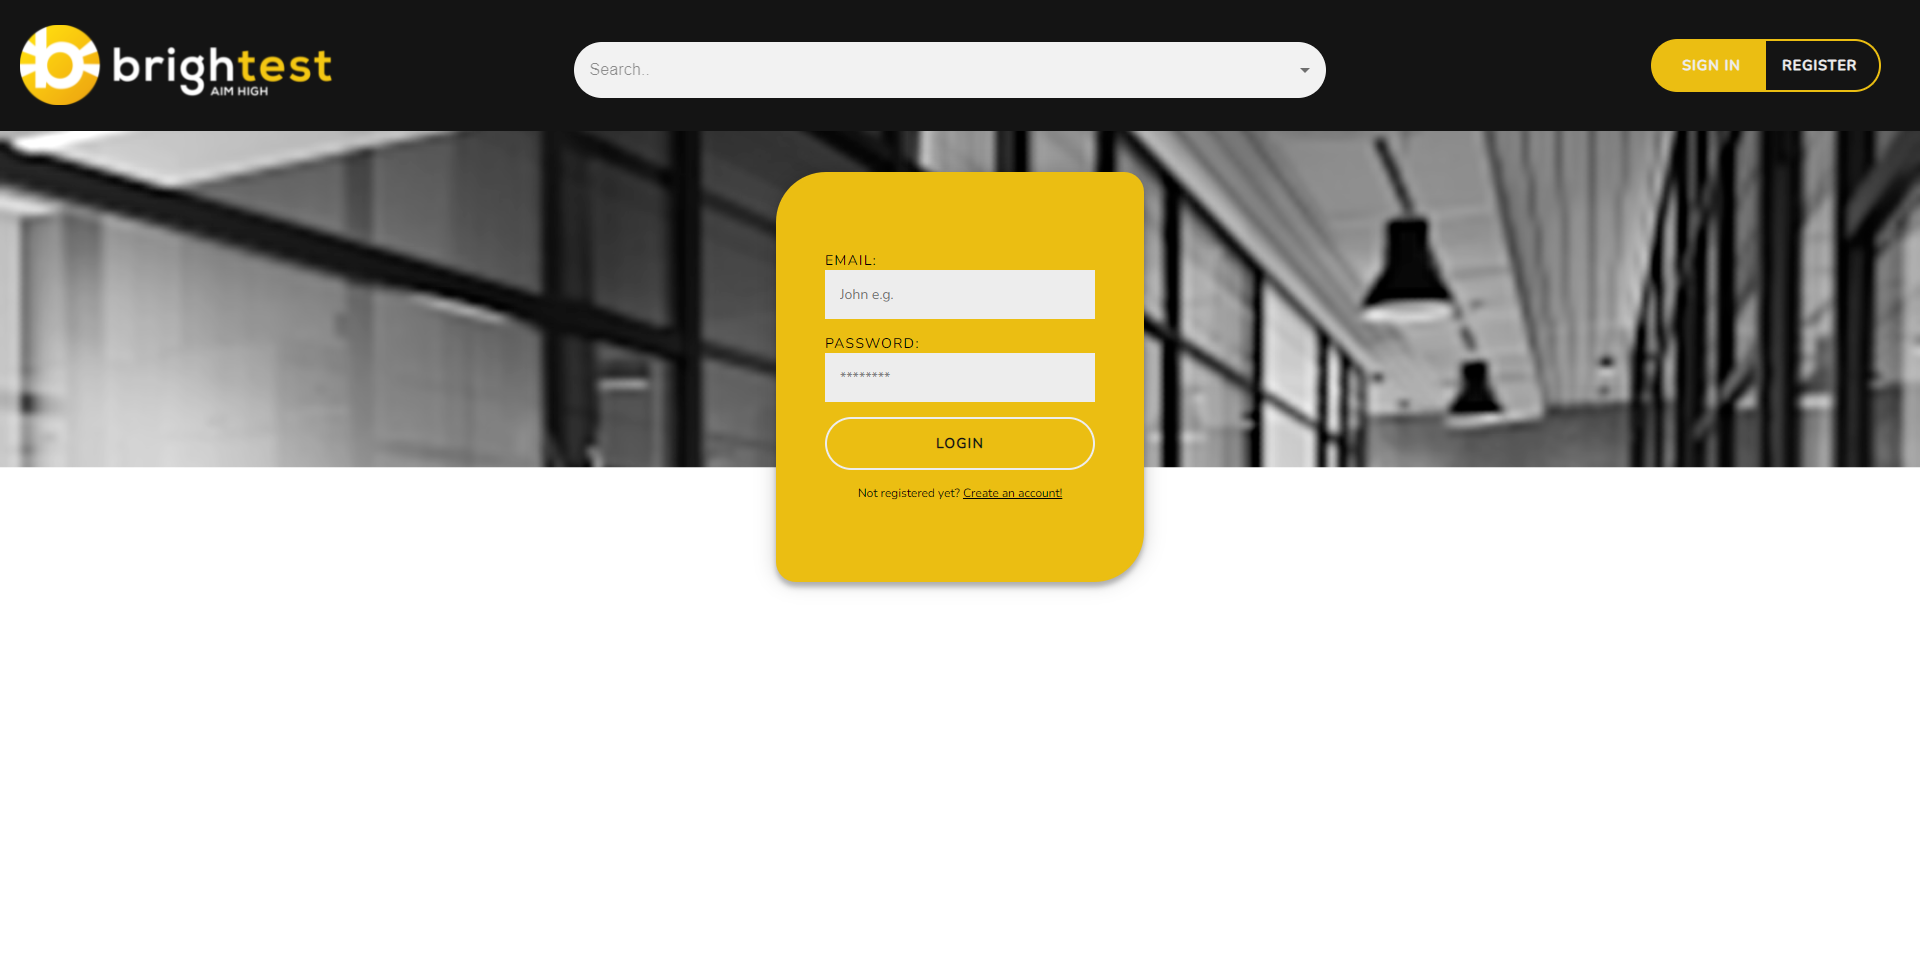 brightest
AIM HIGH
Search..
SIGN IN
REGISTER
EMAIL:
John e.g.
PASSWORD:
********
LOGIN
Not registered yet? Create an account!